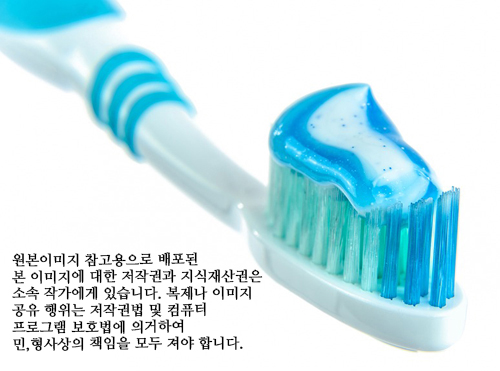 원본이미지 참고용으로 배포된
본 이미지에 대한 저작권과 지식재산권은
소속 작가에게 있습니다. 복제나 이미지
공유 행위는 저작권법 및 컴퓨터
프로그램 보호법에 의거하여
민,형사상의 책임을 모두 져야 합니다.